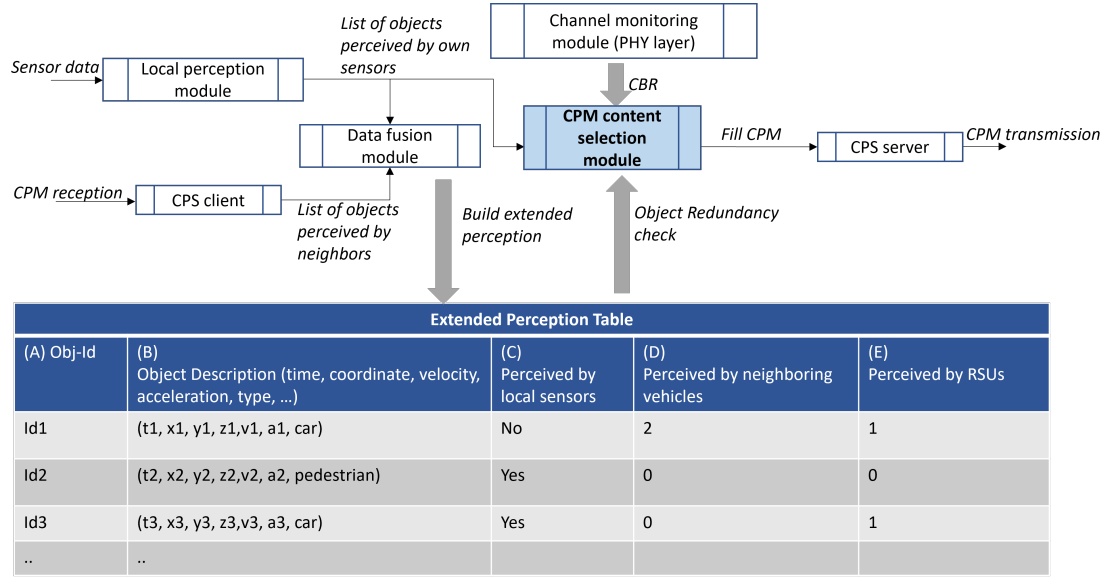 Sensor data
Local perception
module
List of objects
perceived by own
sensors
Channel monitoring
module (PHY layer)
CBR
Data fusion
module
CPM content
selection
module
Fill CPM
CPS server
CPM transmission
CPM reception
CPS client
List of objects
perceived by
neighbors
Build extended
perception
Object Redundancy
check
Extended Perception Table
(A) Obj-Id
(B)
Object Description (time, coordinate, velocity,
acceleration, type, …)
(C)
Perceived by
local sensors
(D)
Perceived by neighboring
vehicles
(E)
Perceived by RSUs
Id1 (t1, x1, y1, z1,v1, a1, car) No 2 1
Id2 (t2, x2, y2, z2,v2, a2, pedestrian) Yes 0 0
Id3 (t3, x3, y3, z3,v3, a3, car) Yes 0 1
.. ..